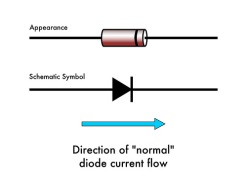 Appearance
Schematic Symbol
Direction of "normal"
diode current flow